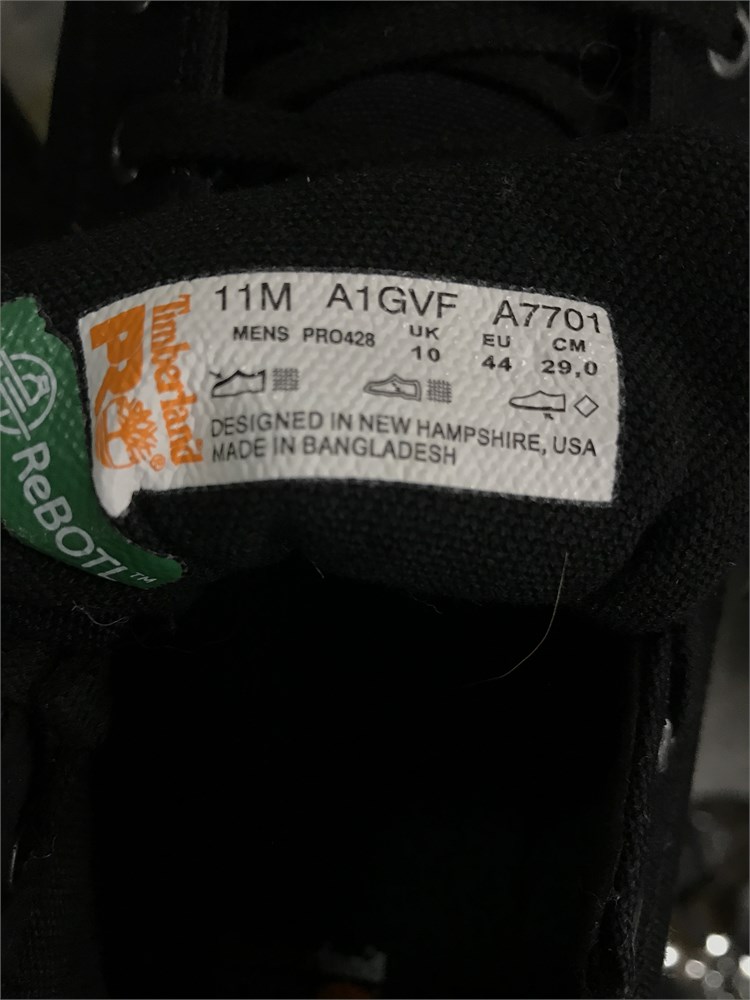 11M A1GVF A7701
MENS PRO428 UK EU CM
10 44 29,0
DESIGNED IN NEW HAMPSHIRE, USA
MADE IN BANGLADESH
Timberland
PRO
®
ReBOTL™